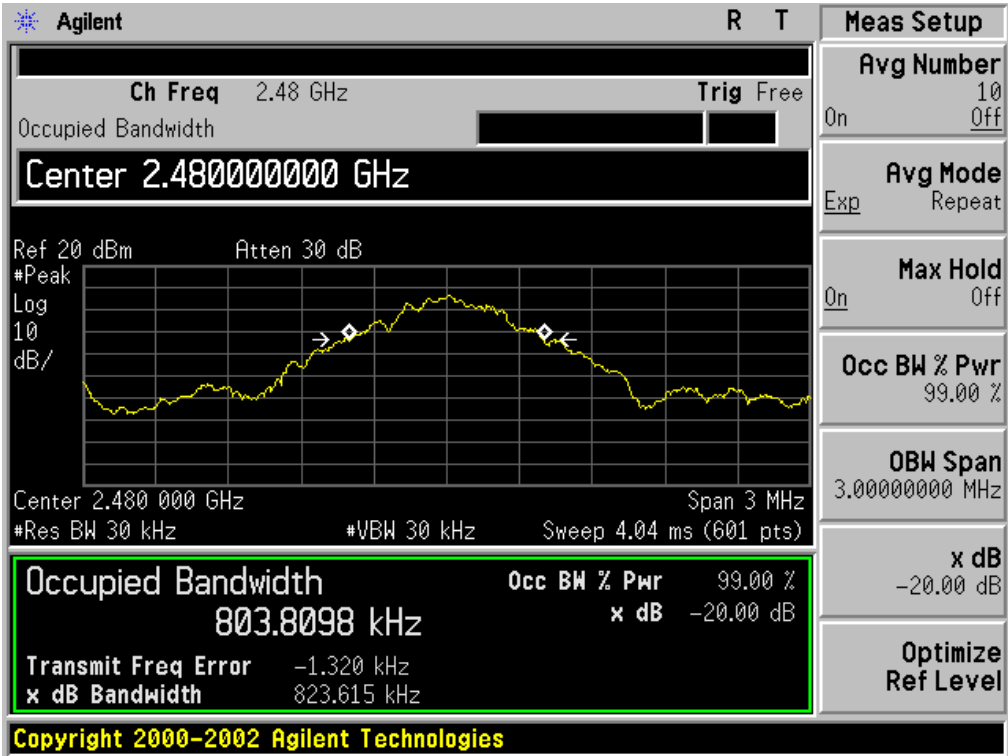 Agilent R T
Ch Freq 2.48 GHz Trig Free
Occupied Bandwidth
Center 2.480000000 GHz
Ref 20 dBm Atten 30 dB
#Peak
Log
10
dB/
Center 2.480 000 GHz Span 3 MHz
#Res BW 30 kHz #VBW 30 kHz Sweep 4.04 ms (601 pts)
Occupied Bandwidth Occ BW % Pwr 99.00 %
803.8098 kHz x dB -20.00 dB
Transmit Freq Error -1.320 kHz
x dB Bandwidth 823.615 kHz
Copyright 2000-2002 Agilent Technologies
Meas Setup
Avg Number
10
On Off
Avg Mode
Exp Repeat
Max Hold
On Off
Occ BW % Pwr
99.00 %
OBW Span
3.00000000 MHz
x dB
-20.00 dB
Optimize
Ref Level